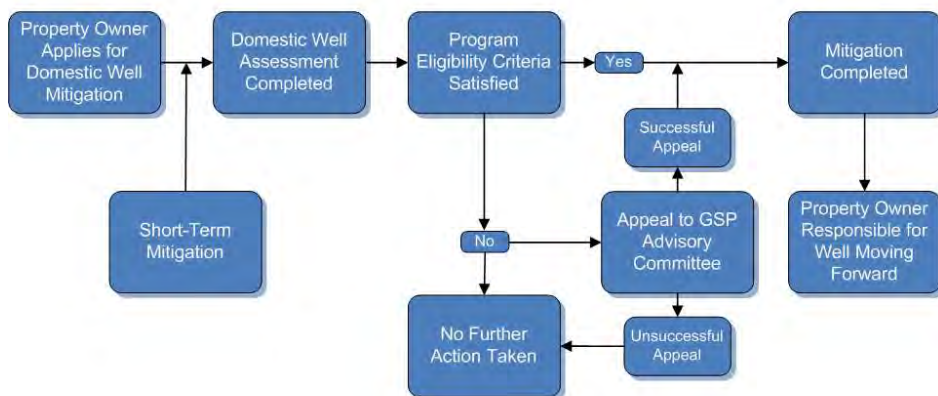 Property Owner
Applies for
Domestic Well
Mitigation
Domestic Well
Assessment
Completed
Program
Eligibility Criteria
Satisfied
Yes
Mitigation
Completed
Successful
Appeal
Short-Term
Mitigation
No
Appeal to GSP
Advisory
Committee
Property Owner
Responsible for
Well Moving
Forward
No Further
Action Taken
Unsuccessful
Appeal